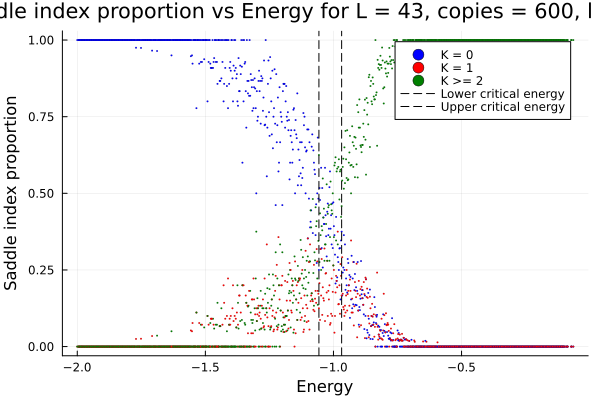 dle index proportion vs Energy for L = 43, copies = 600,
1.00
K = 0
K = 1
K >= 2
Lower critical energy
Upper critical energy
0.75
Saddle index proportion
0.50
0.25
0.00
−2.0
−1.5
−1.0
−0.5
Energy